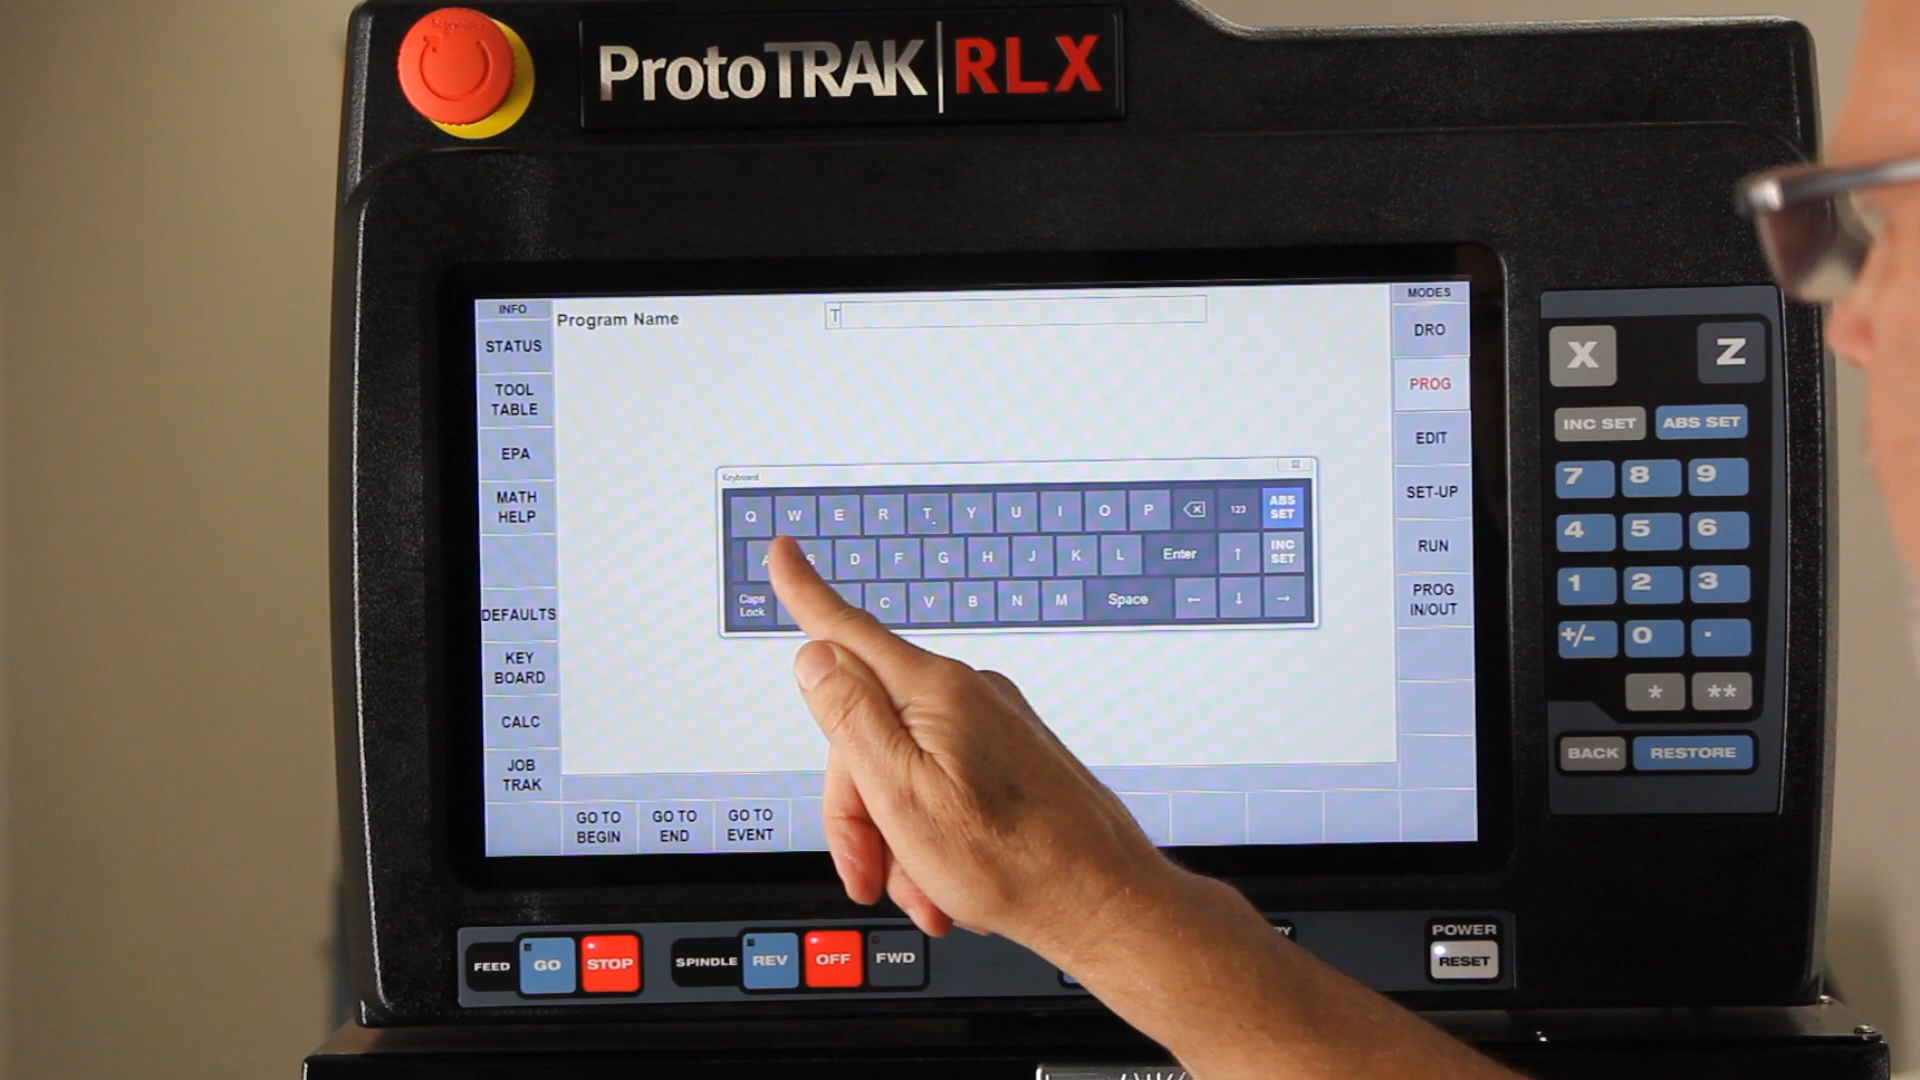 ProtoTRAK RLX
INFO
STATUS
TOOL
TABLE
EPA
MATH
HELP
DEFAULTS
KEY
BOARD
CALC
JOB
TRAK
Program Name
T
Keyboard
Q W E R T Y U I O P 123 ABS
SET
A S D F G H J K L Enter ↑ INC
SET
Caps
Lock
C V B N M Space ← ↓ →
GO TO
BEGIN
GO TO
END
GO TO
EVENT
MODES
DRO
PROG
EDIT
SET-UP
RUN
PROG
IN/OUT
X Z
INC SET ABS SET
7 8 9
4 5 6
1 2 3
+/- 0 .
* **
BACK RESTORE
FEED GO STOP
SPINDLE REV OFF FWD
POWER
RESET